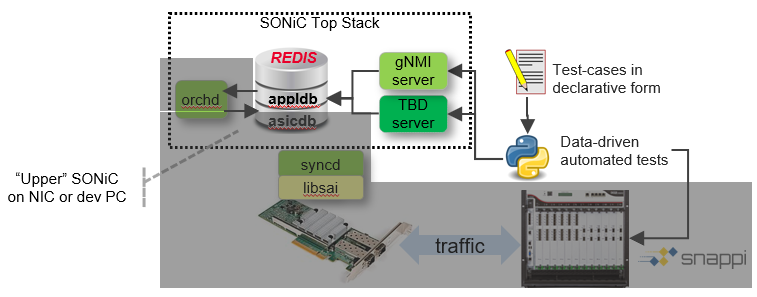 SONiC Top Stack
REDIS
appldb
asicdb
orchd
gNMI
server
TBD
server
Test-cases in
declarative form
Data-driven
automated tests
"Upper" SONiC
on NIC or dev PC
syncd
libsai
traffic
snappi